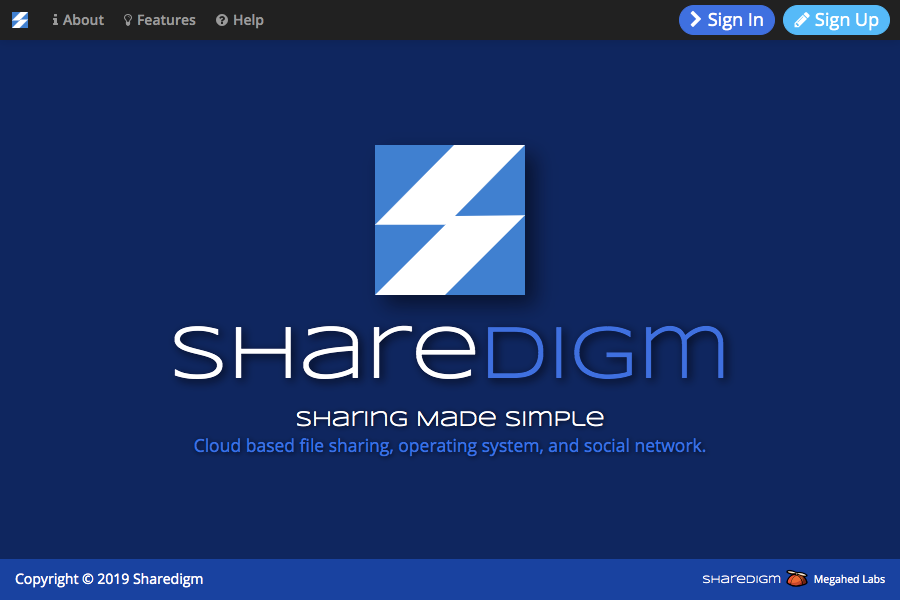 About Features Help Sign In Sign Up
SHareDIGM
SHarING MaDe SIMPLe
Cloud based file sharing, operating system, and social network.
Copyright © 2019 Sharedigm SHareDIGM Megahed Labs